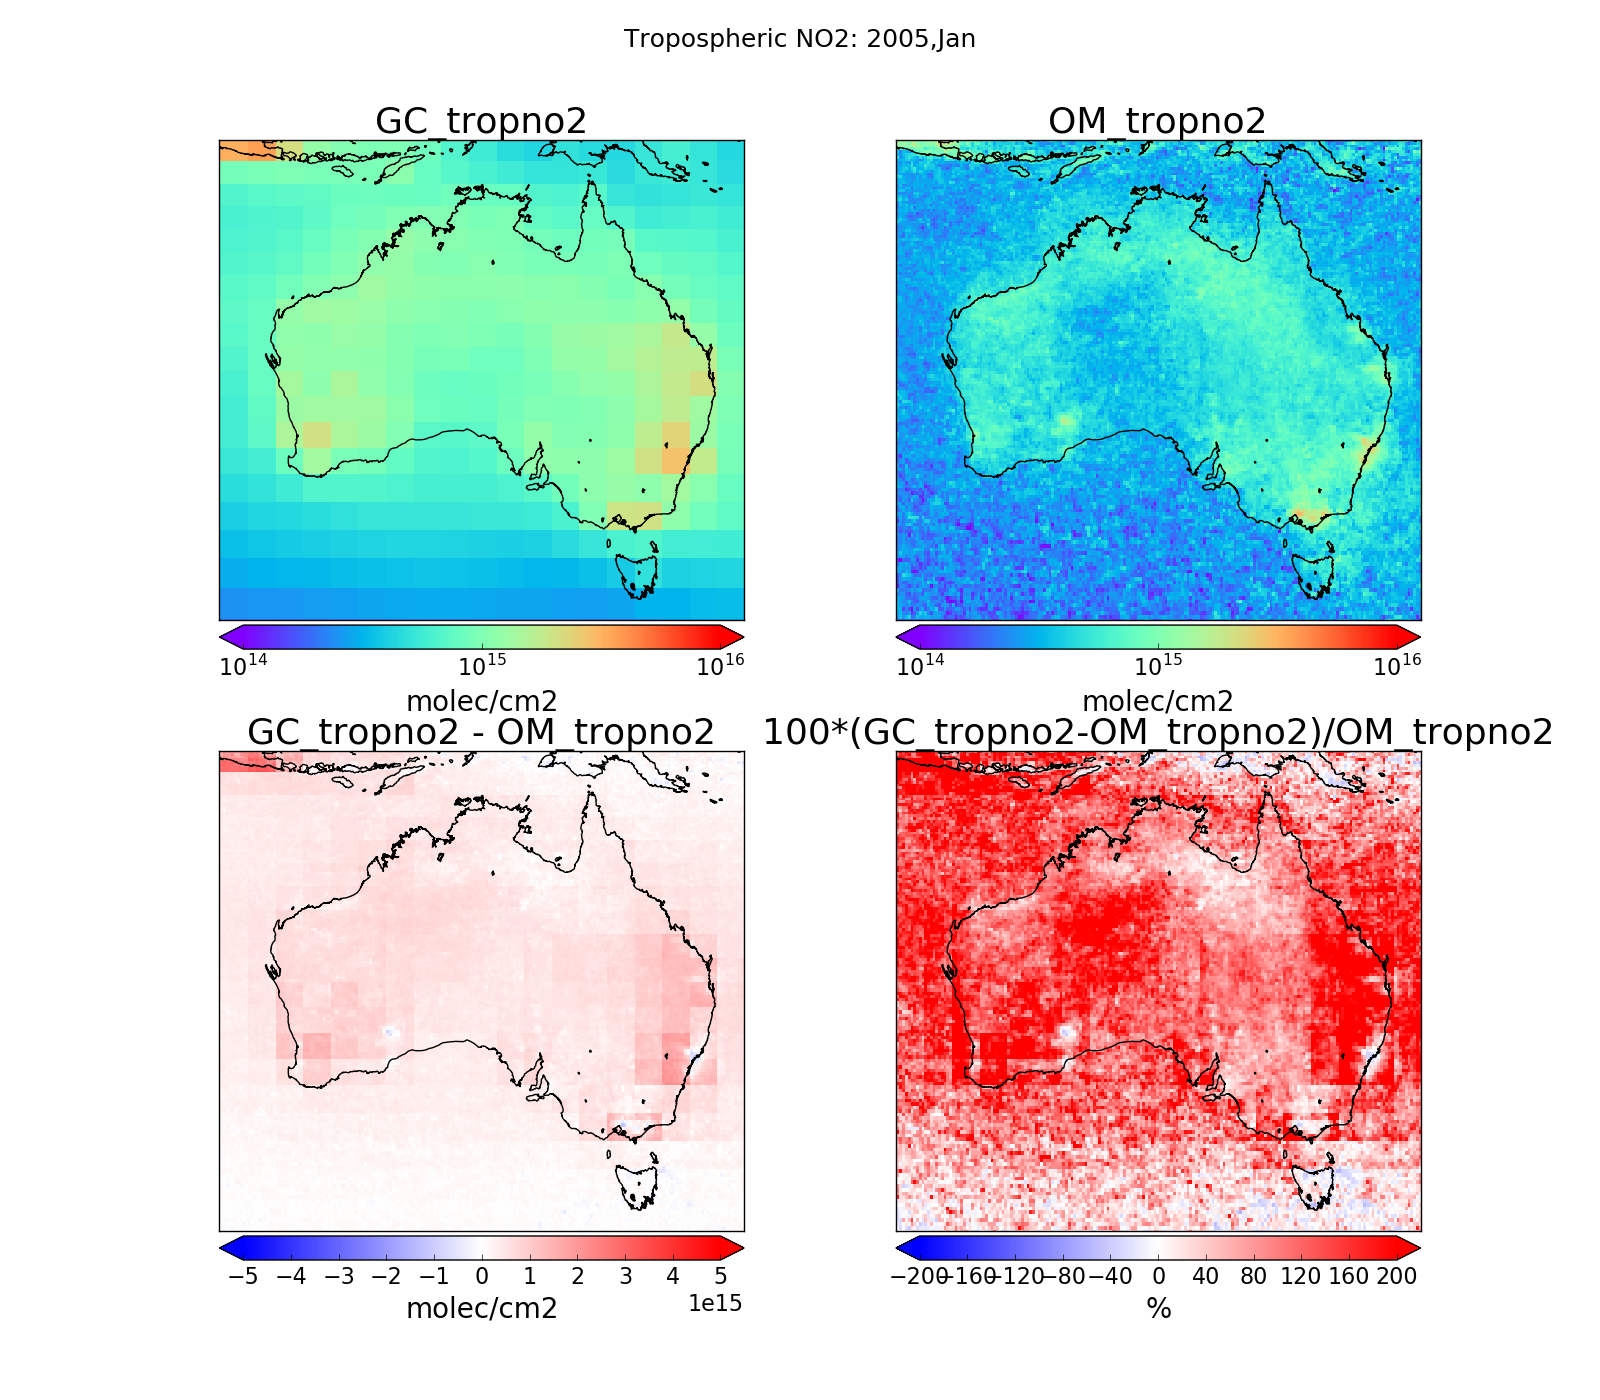 Tropospheric NO2: 2005,Jan
GC_tropno2
OM_tropno2
10^14 10^15 10^16
molec/cm2
10^14 10^15 10^16
molec/cm2
GC_tropno2 - OM_tropno2
100*(GC_tropno2-OM_tropno2)/OM_tropno2
−5 −4 −3 −2 −1 0 1 2 3 4 5
1e15
molec/cm2
−200 −160 −120 −80 −40 0 40 80 120 160 200
%